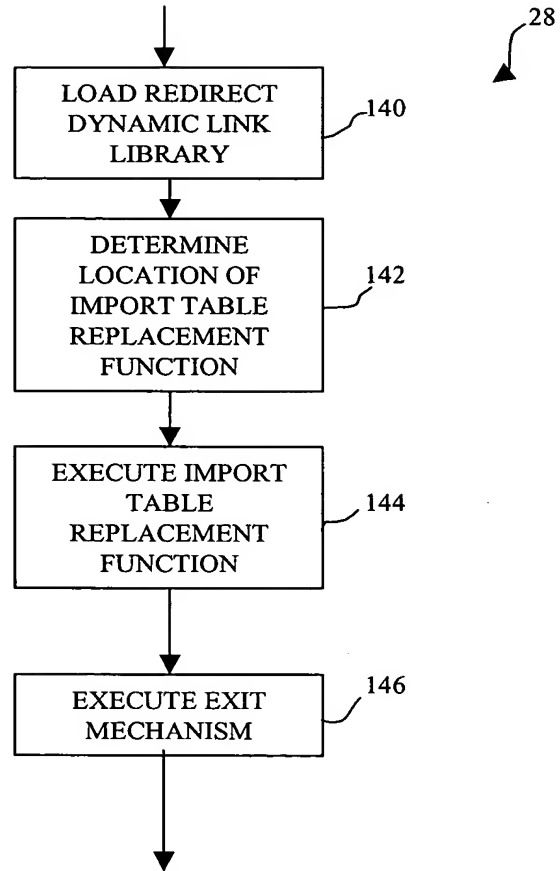 28
LOAD REDIRECT
DYNAMIC LINK
LIBRARY
140
DETERMINE
LOCATION OF
IMPORT TABLE
REPLACEMENT
FUNCTION
142
EXECUTE IMPORT
TABLE
REPLACEMENT
FUNCTION
144
EXECUTE EXIT
MECHANISM
146